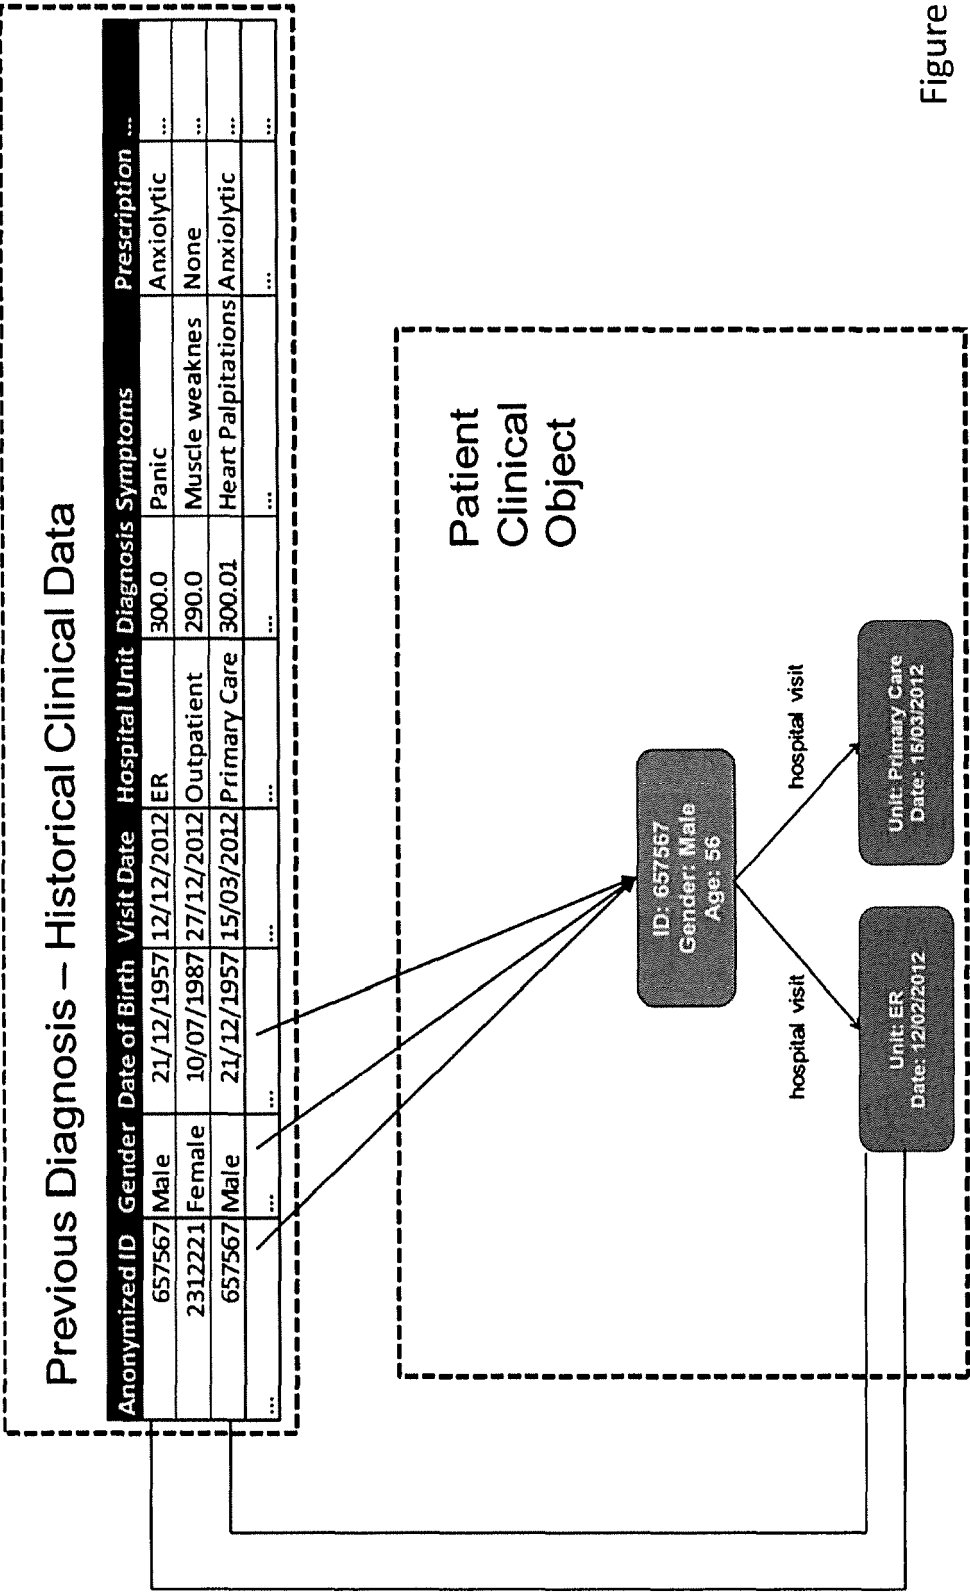 Previous Diagnosis – Historical Clinical Data
Anonymized ID Gender Date of Birth Visit Date Hospital Unit Diagnosis Symptoms Prescription ...
657567 Male 21/12/1957 12/12/2012 ER 300.0 Panic Anxiolytic ...
2312221 Female 10/07/1987 27/12/2012 Outpatient 290.0 Muscle weaknes None ...
657567 Male 21/12/1957 15/03/2012 Primary Care 300.01 Heart Palpitations Anxiolytic ...
... ... ... ... ... ... ... ... ...
Patient
Clinical
Object
ID: 657567
Gender: Male
Age: 56
hospital visit
hospital visit
Unit: ER
Date: 12/02/2012
Unit: Primary Care
Date: 15/03/2012
Figure